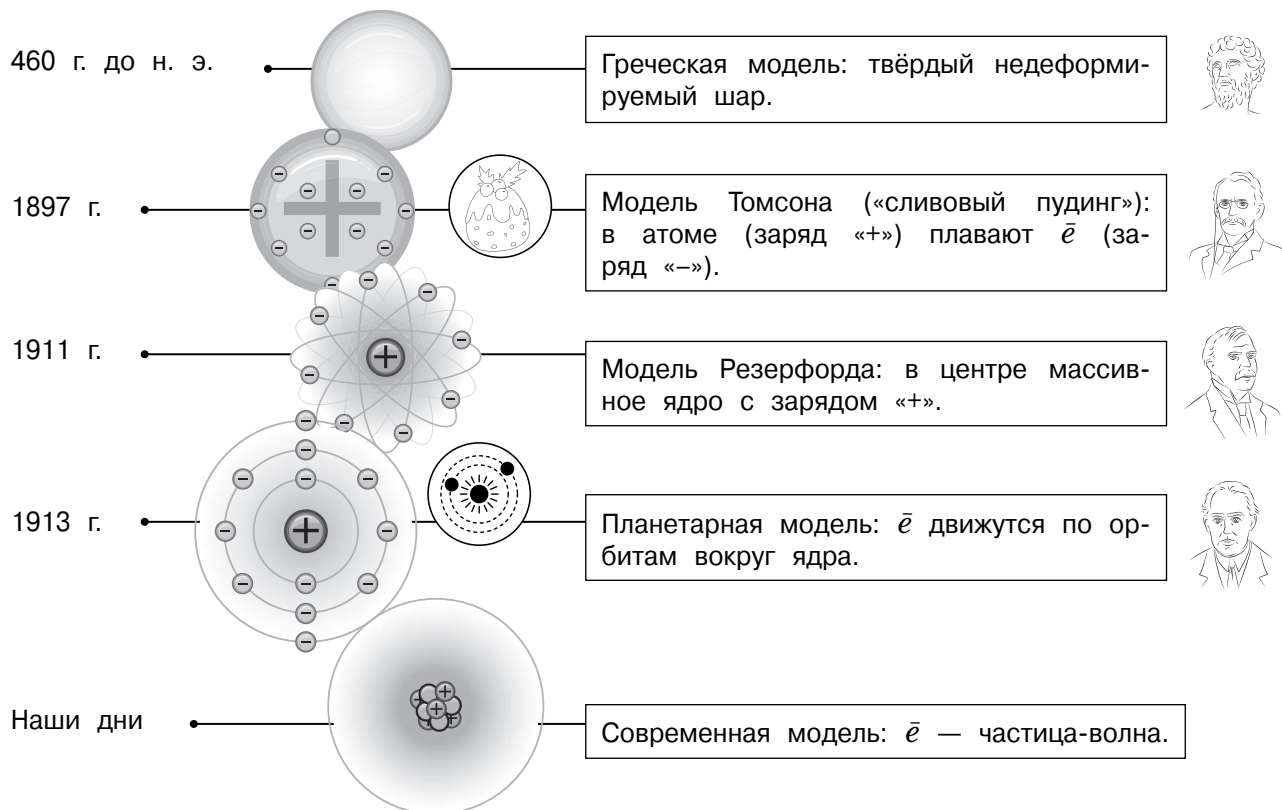 460 г. до н. э.
Греческая модель: твёрдый недеформи-
руемый шар.
1897 г.
Модель Томсона («сливовый пудинг»):
в атоме (заряд «+») плавают ē (за-
ряд «–»).
1911 г.
Модель Резерфорда: в центре массив-
ное ядро с зарядом «+».
1913 г.
Планетарная модель: ē движутся по ор-
битам вокруг ядра.
Наши дни
Современная модель: ē — частица-волна.